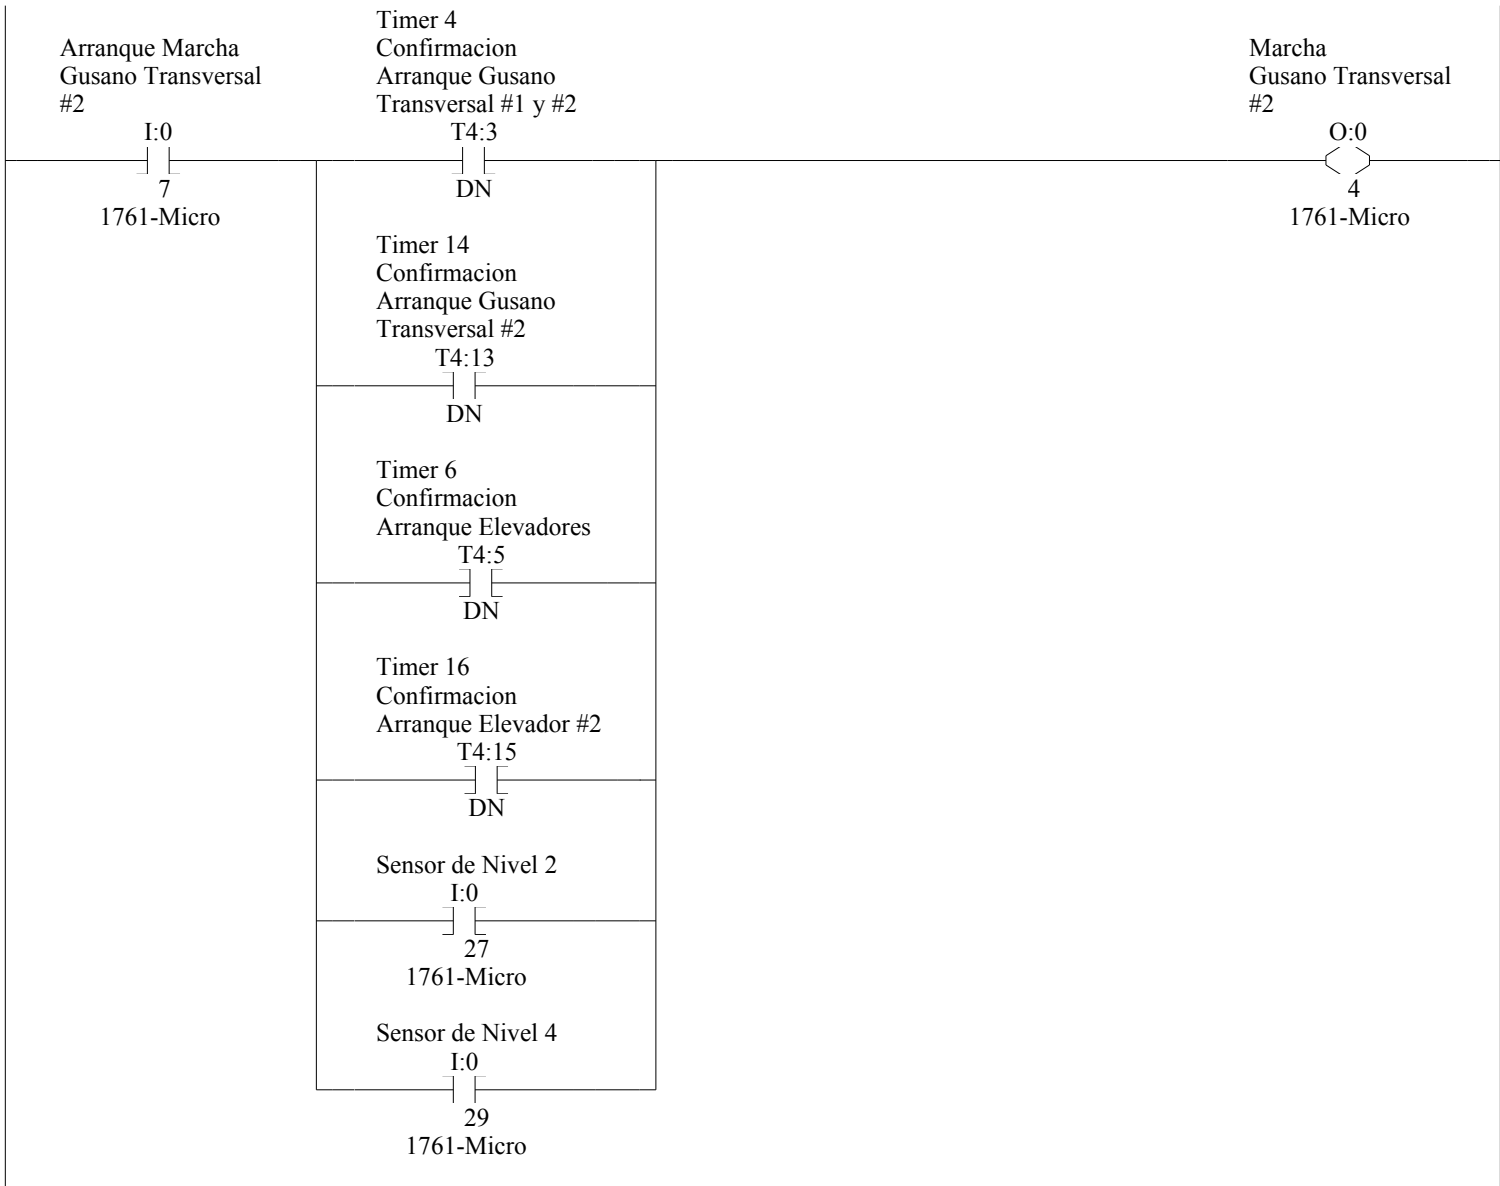 Arranque Marcha
Gusano Transversal
#2
I:0
7
1761-Micro
Timer 4
Confirmacion
Arranque Gusano
Transversal #1 y #2
T4:3
DN
Marcha
Gusano Transversal
#2
O:0
4
1761-Micro
Timer 14
Confirmacion
Arranque Gusano
Transversal #2
T4:13
DN
Timer 6
Confirmacion
Arranque Elevadores
T4:5
DN
Timer 16
Confirmacion
Arranque Elevador #2
T4:15
DN
Sensor de Nivel 2
I:0
27
1761-Micro
Sensor de Nivel 4
I:0
29
1761-Micro